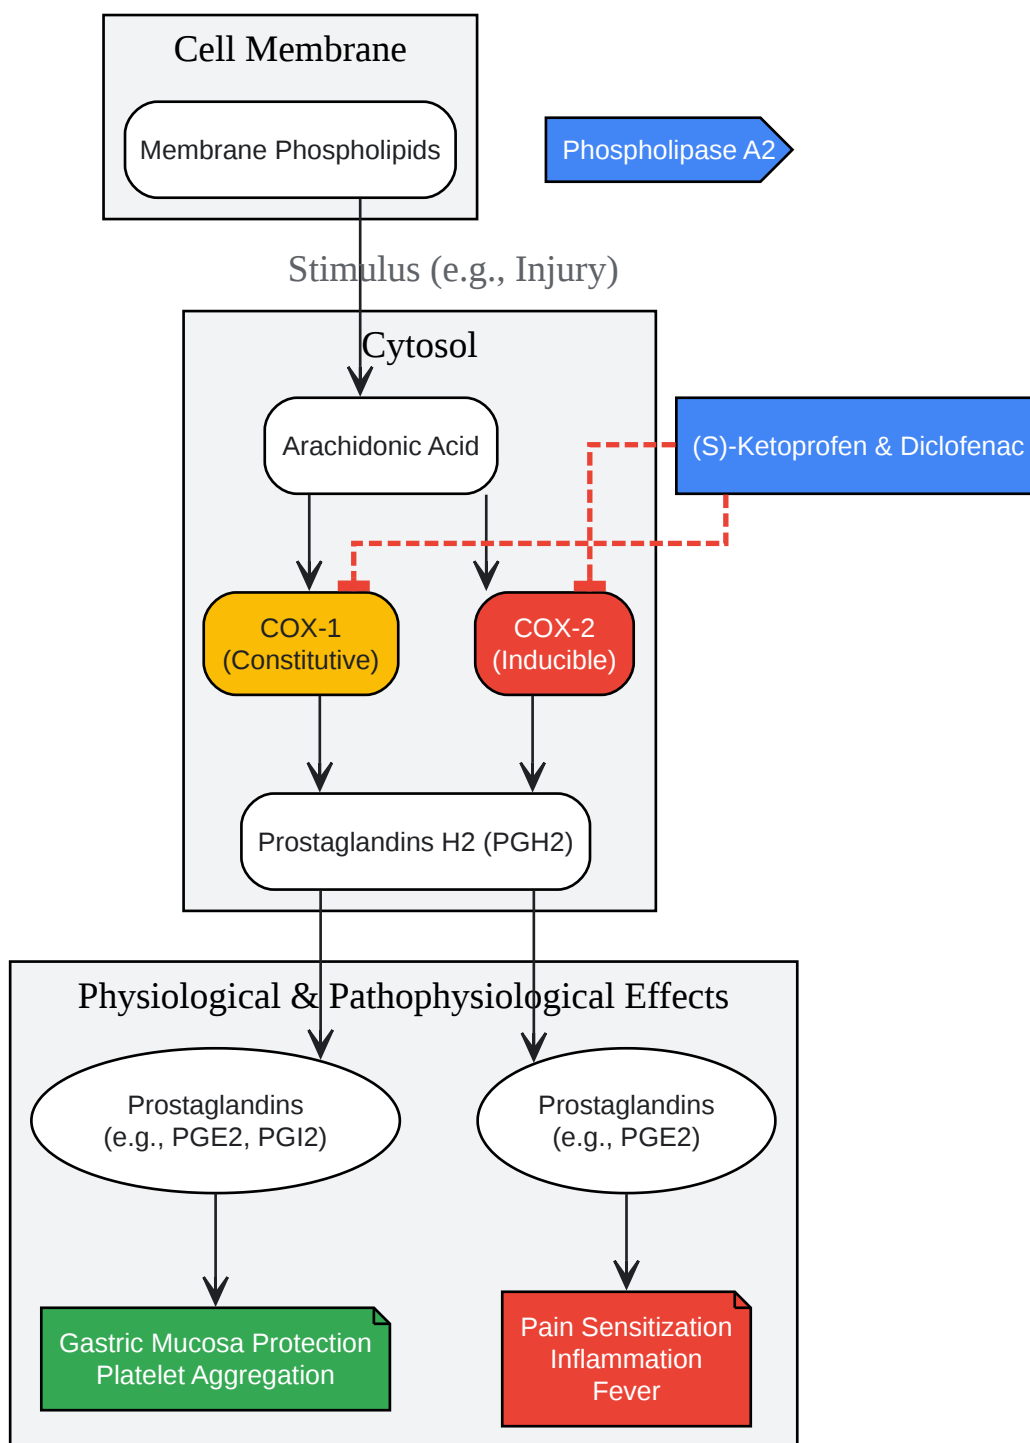 Cell Membrane
Membrane Phospholipids
Phospholipase A2
Stimulus (e.g., Injury)
Cytosol
Arachidonic Acid
(S)-Ketoprofen & Diclofenac
COX-1
(Constitutive)
COX-2
(Inducible)
Prostaglandins H2 (PGH2)
Physiological & Pathophysiological Effects
Prostaglandins
(e.g., PGE2, PGI2)
Prostaglandins
(e.g., PGE2)
Gastric Mucosa Protection
Platelet Aggregation
Pain Sensitization
Inflammation
Fever